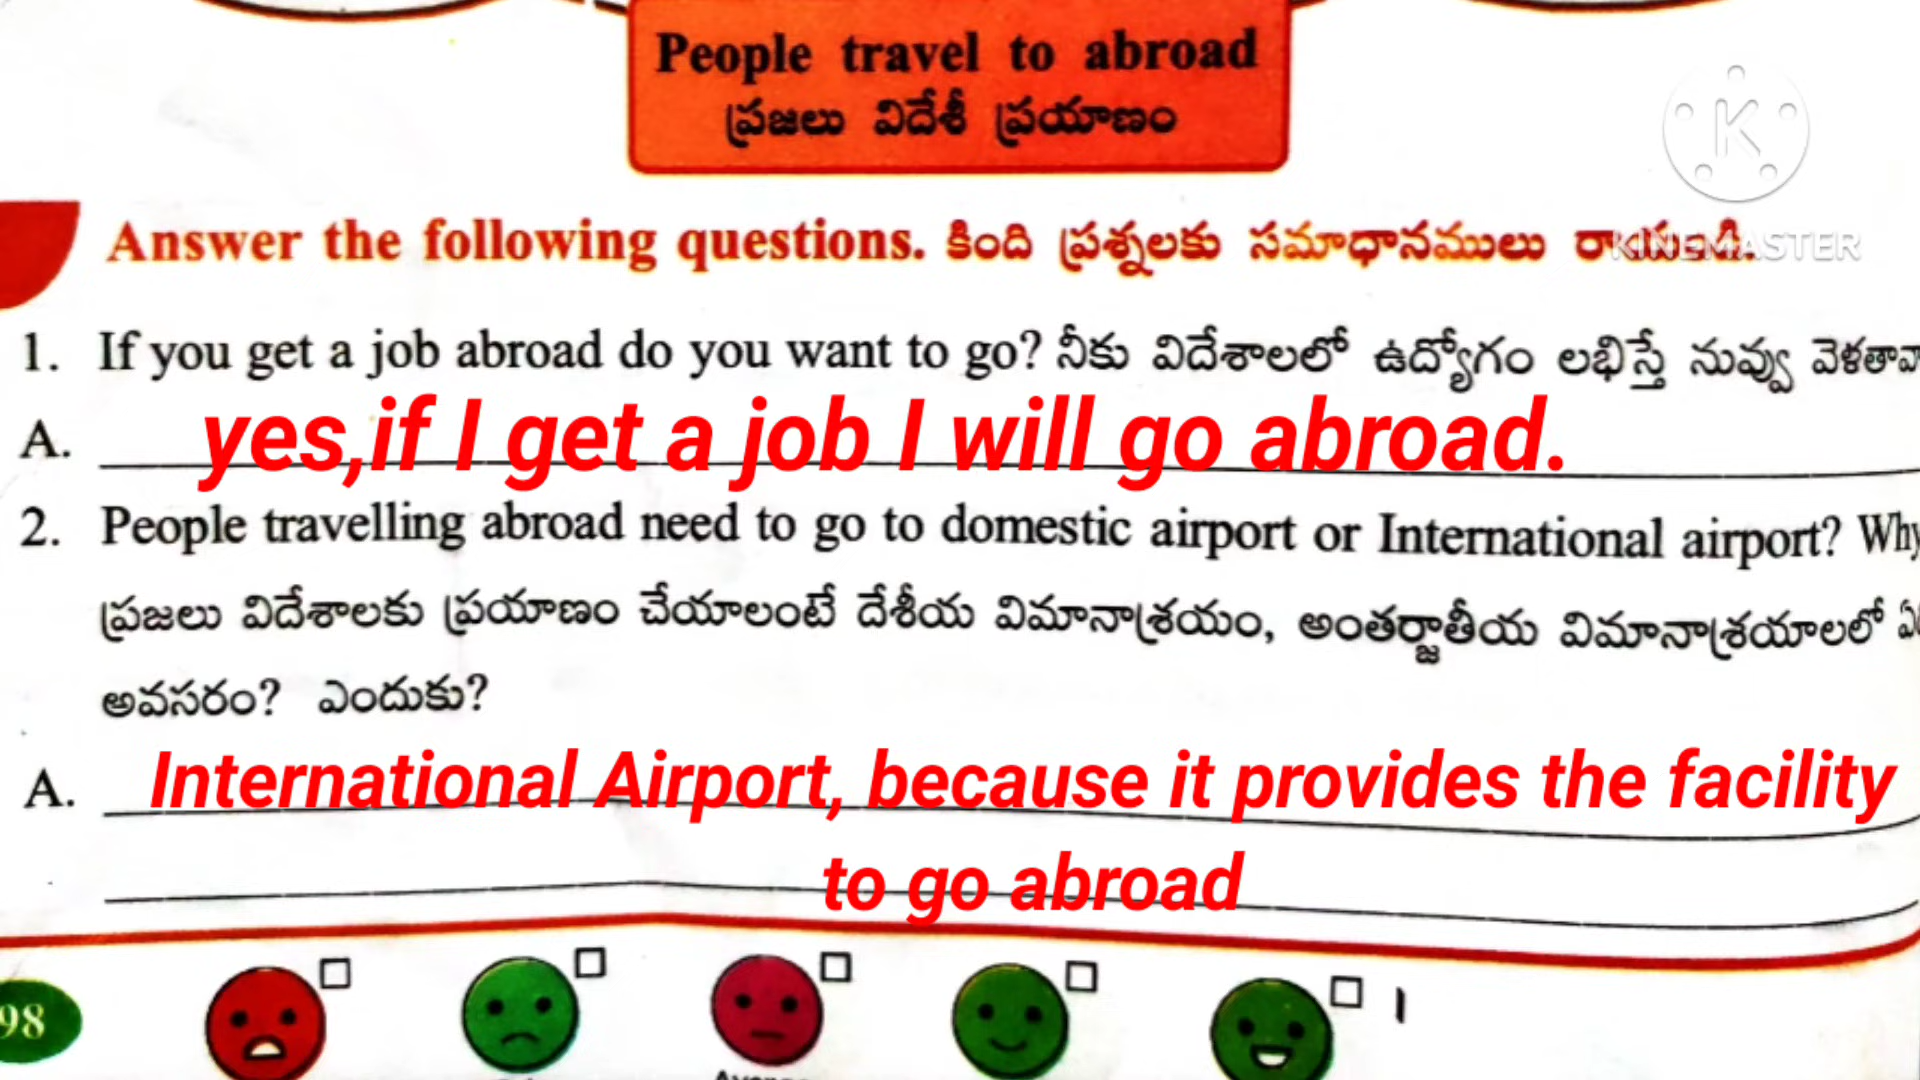 People travel to abroad
ప్రజలు విదేశీ ప్రయాణం
KINEMASTER
Answer the following questions. కింది ప్రశ్నలకు సమాధానములు రాయండి.
1. If you get a job abroad do you want to go? నీకు విదేశాలలో ఉద్యోగం లభిస్తే నువ్వు వెళతావా
A. yes,if I get a job I will go abroad.
2. People travelling abroad need to go to domestic airport or International airport? Why
ప్రజలు విదేశాలకు ప్రయాణం చేయాలంటే దేశీయ విమానాశ్రయం, అంతర్జాతీయ విమానాశ్రయాలలో
అవసరం? ఎందుకు?
A. International Airport, because it provides the facility
to go abroad
98